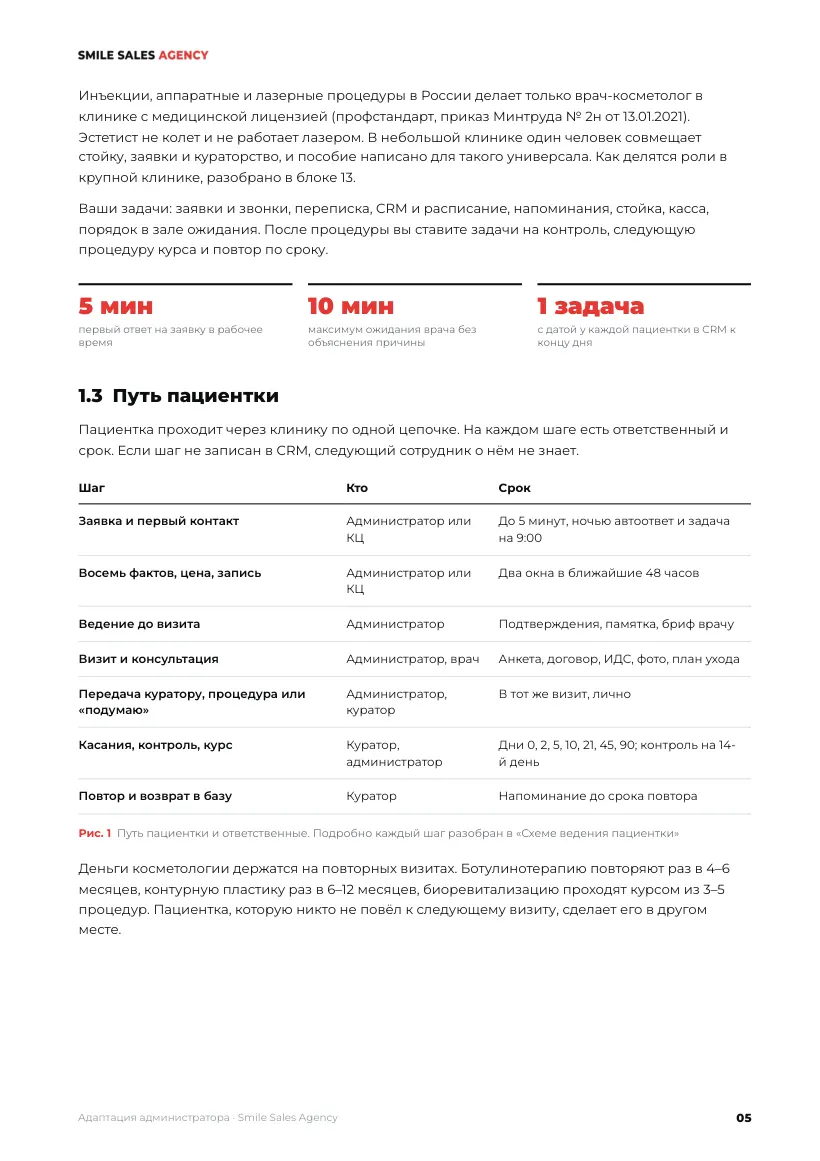 SMILE SALES AGENCY
Инъекции, аппаратные и лазерные процедуры в России делает только врач-косметолог в
клинике с медицинской лицензией (профстандарт, приказ Минтруда № 2н от 13.01.2021).
Эстетист не колет и не работает лазером. В небольшой клинике один человек совмещает
стойку, заявки и кураторство, и пособие написано для такого универсала. Как делятся роли в
крупной клинике, разобрано в блоке 13.
Ваши задачи: заявки и звонки, переписка, CRM и расписание, напоминания, стойка, касса,
порядок в зале ожидания. После процедуры вы ставите задачи на контроль, следующую
процедуру курса и повтор по сроку.
5 мин
первый ответ на заявку в рабочее
время
10 мин
максимум ожидания врача без
объяснения причины
1 задача
с датой у каждой пациентки в CRM к
концу дня
1.3 Путь пациентки
Пациентка проходит через клинику по одной цепочке. На каждом шаге есть ответственный и
срок. Если шаг не записан в CRM, следующий сотрудник о нём не знает.
Шаг Кто Срок
Заявка и первый контакт Администратор или До 5 минут, ночью автоответ и задача
КЦ на 9:00
Восемь фактов, цена, запись Администратор или Два окна в ближайшие 48 часов
КЦ
Ведение до визита Администратор Подтверждения, памятка, бриф врачу
Визит и консультация Администратор, врач Анкета, договор, ИДС, фото, план ухода
Передача куратору, процедура или Администратор, В тот же визит, лично
«подумаю» куратор
Касания, контроль, курс Куратор, Дни 0, 2, 5, 10, 21, 45, 90; контроль на 14-
администратор й день
Повтор и возврат в базу Куратор Напоминание до срока повтора
Рис. 1 Путь пациентки и ответственные. Подробно каждый шаг разобран в «Схеме ведения пациентки»
Деньги косметологии держатся на повторных визитах. Ботулинотерапию повторяют раз в 4–6
месяцев, контурную пластику раз в 6–12 месяцев, биоревитализацию проходят курсом из 3–5
процедур. Пациентка, которую никто не повёл к следующему визиту, сделает его в другом
месте.
Адаптация администратора · Smile Sales Agency 05